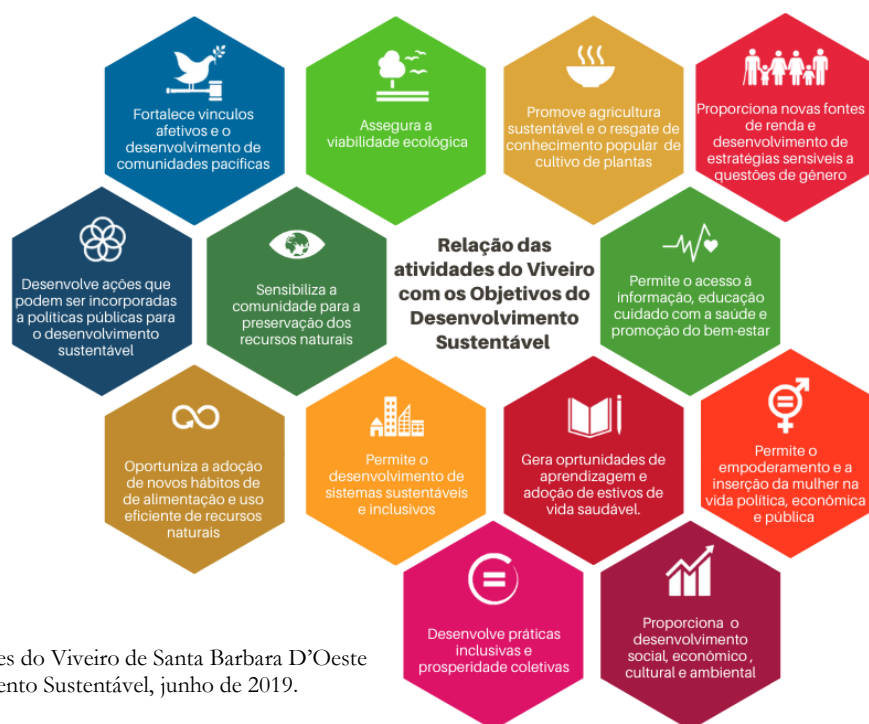 Fortalece vinculos
afetivos e o
desenvolvimento de
comunidades pacíficas
Assegura a
viabilidade ecológica
Promove agricultura
sustentável e o resgate de
conhecimento popular de
cultivo de plantas
Proporciona novas fontes
de renda e
desenvolvimento de
estratégias sensiveis a
questões de gênero
Desenvolve ações que
podem ser incorporadas
a políticas públicas para
o desenvolvimento
sustentável
Sensibiliza a
comunidade para a
preservação dos
recursos naturais
Relação das
atividades do Viveiro
com os Objetivos do
Desenvolvimento
Sustentável
Permite o acesso à
informação, educação
cuidado com a saúde e
promoção do bem-estar
Oportuniza a adoção
de novos hábitos de
de alimentação e uso
eficiente de recursos
naturais
Permite o
desenvolvimento de
sistemas sustentáveis
e inclusivos
Gera oprtunidades de
aprendizagem e
adoção de estivos de
vida saudável.
Permite o
empoderamento e a
inserção da mulher na
vida política, econômica
e pública
Desenvolve práticas
inclusivas e
prosperidade coletivas
Proporciona o
desenvolvimento
social, econômico ,
cultural e ambiental
es do Viveiro de Santa Barbara D’Oeste
ento Sustentável, junho de 2019.